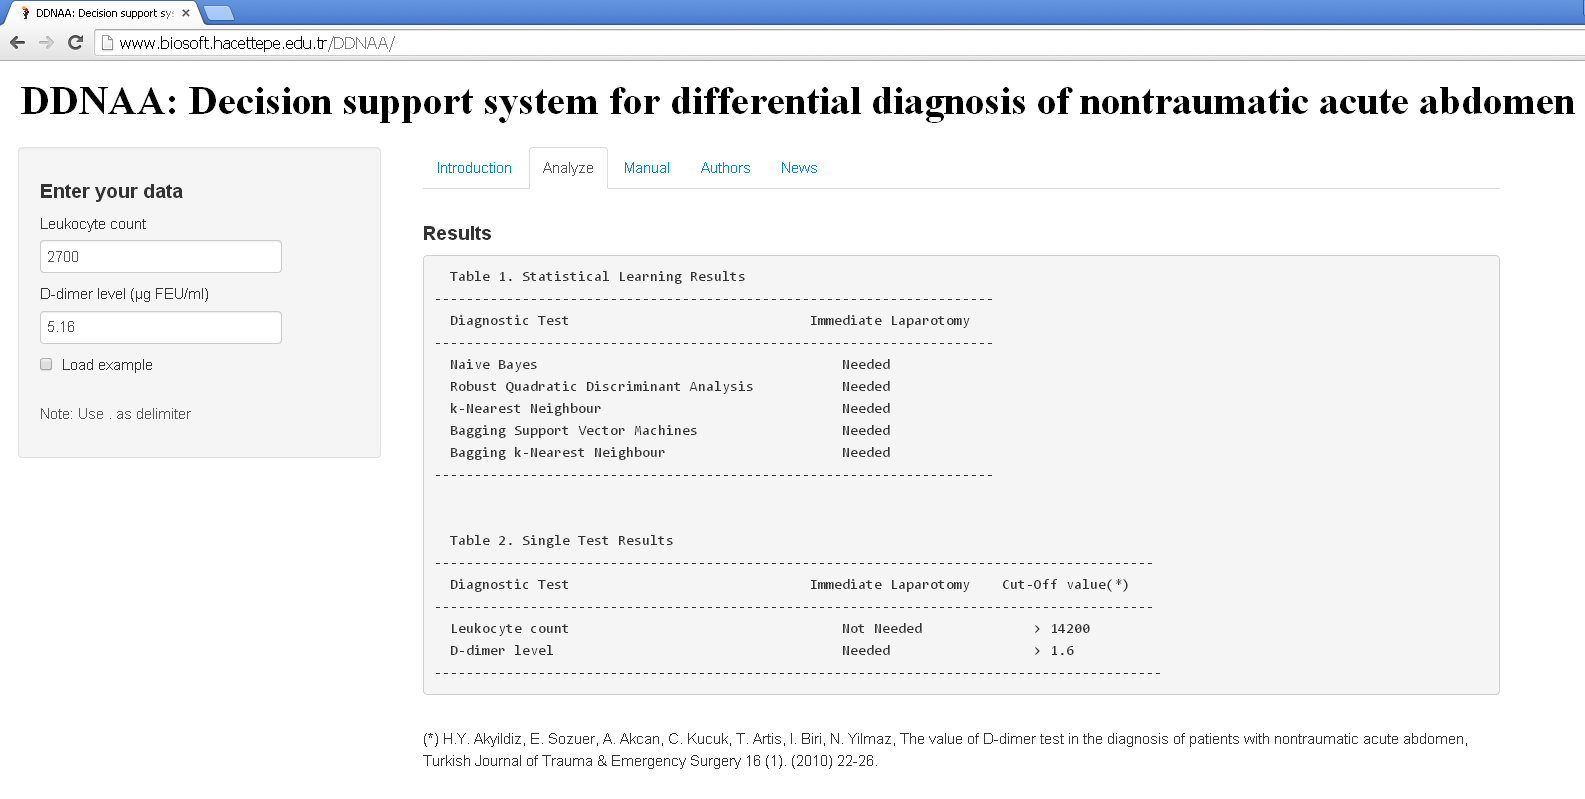 DDNAA: Decision support sy
www.biosoft.hacettepe.edu.tr/DDNAA/
DDNAA: Decision support system for differential diagnosis of nontraumatic acute abdomen
Enter your data
Leukocyte count
2700
D-dimer level (µg FEU/ml)
5.16
Load example
Note: Use . as delimiter
Introduction Analyze Manual Authors News
Results
Table 1. Statistical Learning Results
----------------------------------------------------------------------
Diagnostic Test Immediate Laparotomy
----------------------------------------------------------------------
Naive Bayes Needed
Robust Quadratic Discriminant Analysis Needed
k-Nearest Neighbour Needed
Bagging Support Vector Machines Needed
Bagging k-Nearest Neighbour Needed
----------------------------------------------------------------------
Table 2. Single Test Results
------------------------------------------------------------------------------------------
Diagnostic Test Immediate Laparotomy Cut-Off value(*)
------------------------------------------------------------------------------------------
Leukocyte count Not Needed > 14200
D-dimer level Needed > 1.6
-------------------------------------------------------------------------------------------
(*) H.Y. Akyildiz, E. Sozuer, A. Akcan, C. Kucuk, T. Artis, I. Biri, N. Yilmaz, The value of D-dimer test in the diagnosis of patients with nontraumatic acute abdomen,
Turkish Journal of Trauma & Emergency Surgery 16 (1). (2010) 22-26.